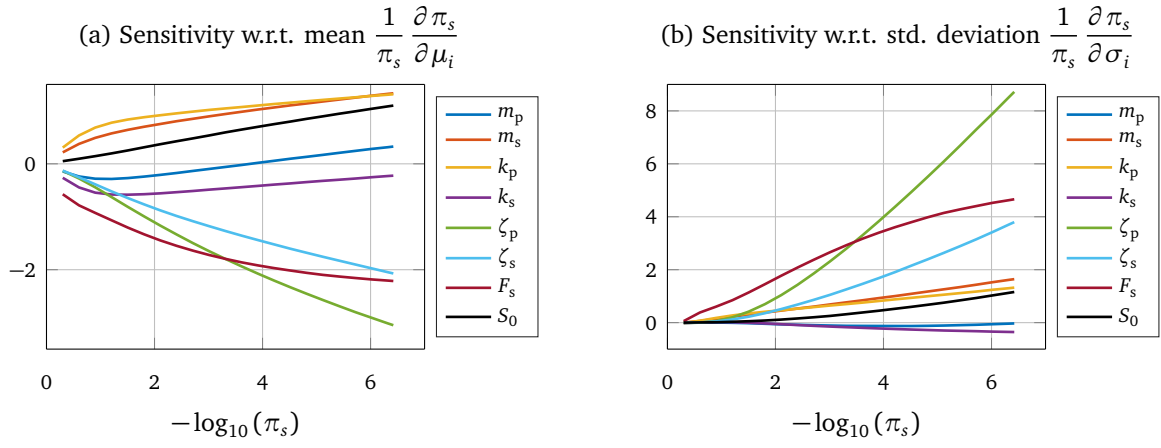 (a) Sensitivity w.r.t. mean 1/π_s ∂π_s/∂μ_i
0
−2
0
2
4
6
−log₁₀(π_s)
m_p
m_s
k_p
k_s
ζ_p
ζ_s
F_s
S_0
(b) Sensitivity w.r.t. std. deviation 1/π_s ∂π_s/∂σ_i
8
6
4
2
0
0
2
4
6
−log₁₀(π_s)
m_p
m_s
k_p
k_s
ζ_p
ζ_s
F_s
S_0